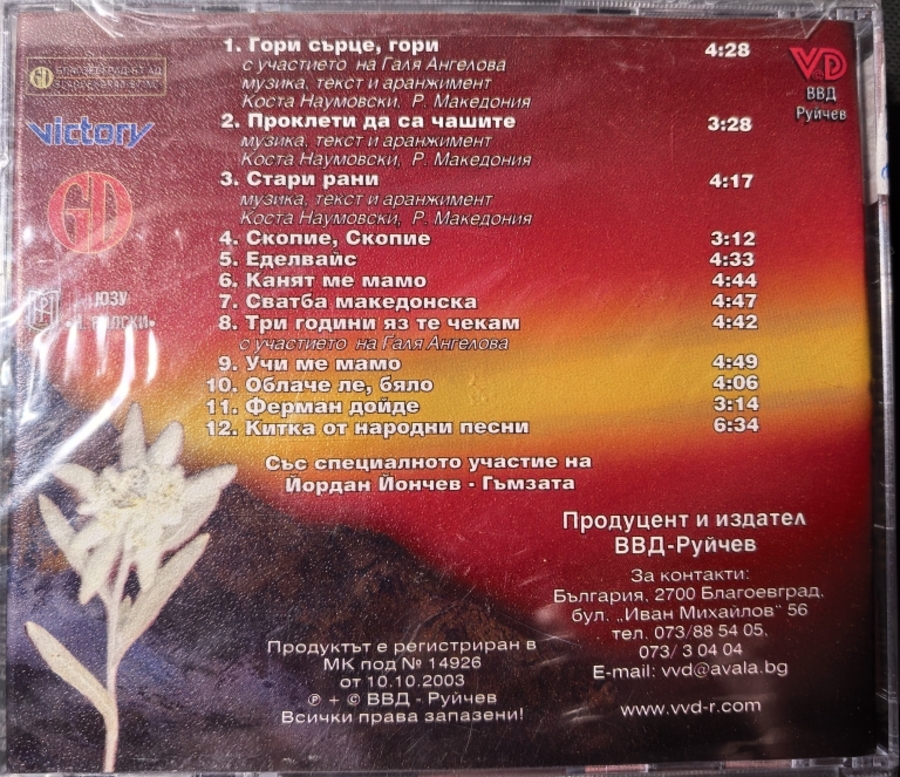 1. Гори сърце, гори 4:28
с участието на Галя Ангелова
музика, текст и аранжимент
Коста Наумовски, Р. Македония
2. Проклети да са чашите 3:28
музика, текст и аранжимент
Коста Наумовски, Р. Македония
3. Стари рани 4:17
музика, текст и аранжимент
Коста Наумовски, Р. Македония
4. Скопие, Скопие 3:12
5. Еделвайс 4:33
6. Канят ме мамо 4:44
7. Сватба македонска 4:47
8. Три години яз те чекам 4:42
с участието на Галя Ангелова
9. Учи ме мамо 4:49
10. Облаче ле, бяло 4:06
11. Ферман дойде 3:14
12. Китка от народни песни 6:34
Със специалното участие на
Йордан Йончев - Гъмзата
VD
ВВД
Руйчев
victory
GD
ЮЗУ
Продуцент и издател
ВВД-Руйчев
За контакти:
България, 2700 Благоевград,
бул. „Иван Михайлов" 56
тел. 073/88 54 05,
073/ 3 04 04
E-mail: vvd@avala.bg
www.vvd-r.com
Продуктът е регистриран в
МК под № 14926
от 10.10.2003
℗ + © ВВД - Руйчев
Всички права запазени!